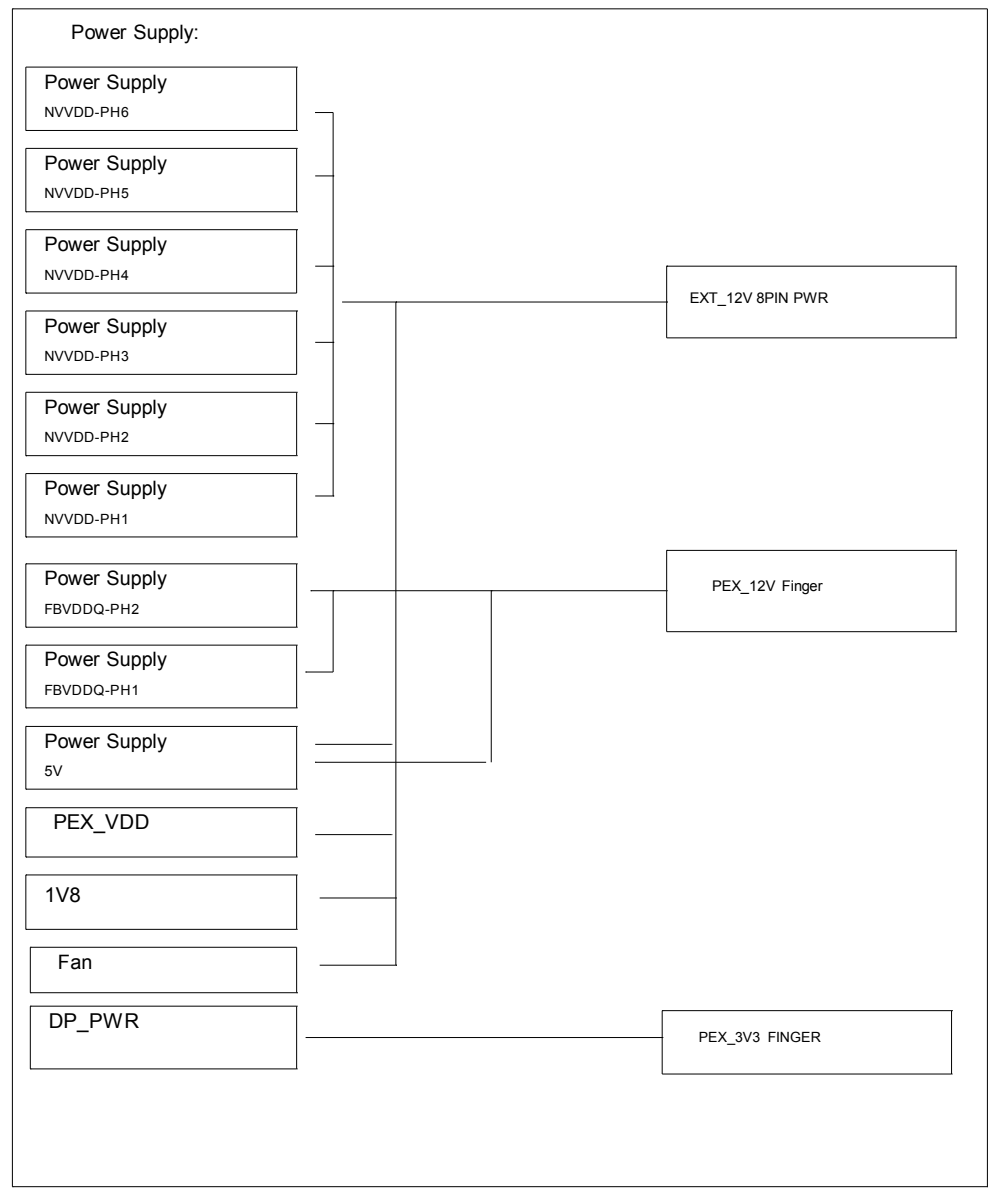 Power Supply:
Power Supply
NVVDD-PH6
Power Supply
NVVDD-PH5
Power Supply
NVVDD-PH4
Power Supply
NVVDD-PH3
Power Supply
NVVDD-PH2
Power Supply
NVVDD-PH1
Power Supply
FBVDDQ-PH2
Power Supply
FBVDDQ-PH1
Power Supply
5V
PEX_VDD
1V8
Fan
DP_PWR
EXT_12V 8PIN PWR
PEX_12V Finger
PEX_3V3 FINGER